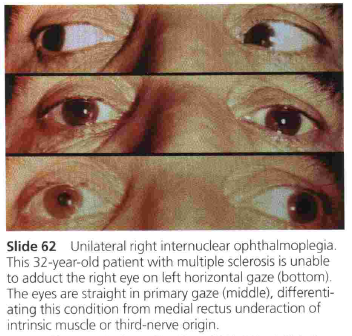 Slide 62 Unilateral right internuclear ophthalmoplegia.
This 32-year-old patient with multiple sclerosis is unable
to adduct the right eye on left horizontal gaze (bottom).
The eyes are straight in primary gaze (middle), differenti-
ating this condition from medial rectus underaction of
intrinsic muscle or third-nerve origin.